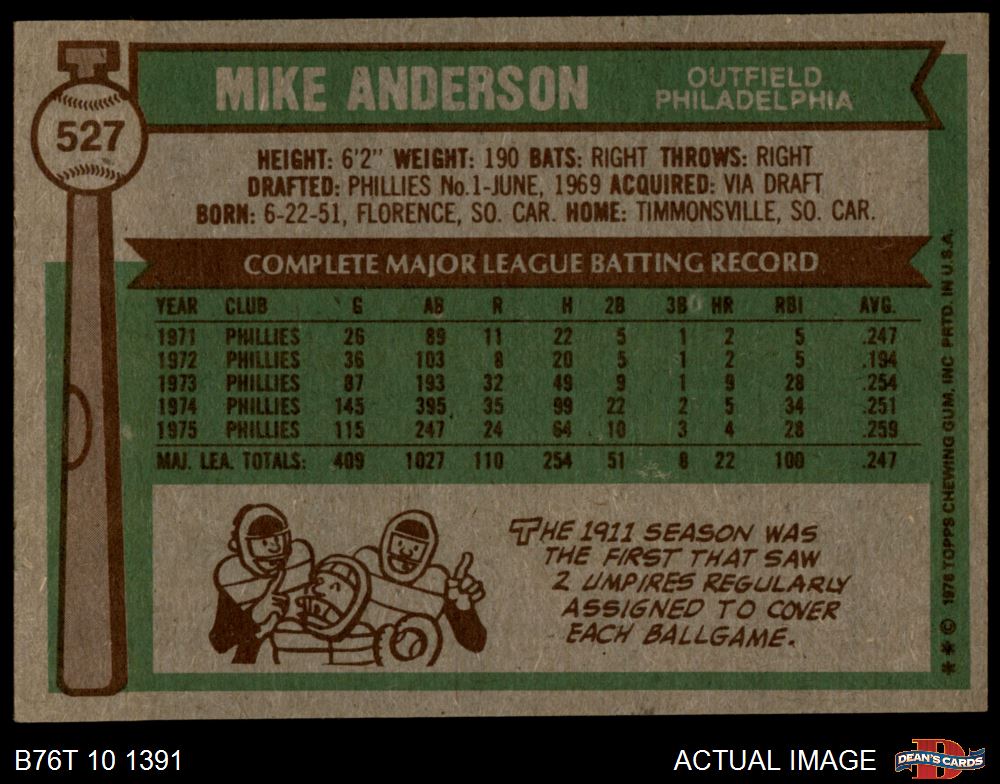 527
MIKE ANDERSON
OUTFIELD
PHILADELPHIA
HEIGHT: 6'2" WEIGHT: 190 BATS: RIGHT THROWS: RIGHT
DRAFTED: PHILLIES No.1-JUNE, 1969 ACQUIRED: VIA DRAFT
BORN: 6-22-51, FLORENCE, SO. CAR. HOME: TIMMONSVILLE, SO. CAR.
COMPLETE MAJOR LEAGUE BATTING RECORD
YEAR CLUB G AB R H 2B 3B HR RBI AVG.
1971 PHILLIES 26 89 11 22 5 1 2 5 .247
1972 PHILLIES 36 103 8 20 5 1 2 5 .194
1973 PHILLIES 87 193 32 49 9 1 9 28 .254
1974 PHILLIES 145 395 35 99 22 2 5 34 .251
1975 PHILLIES 115 247 24 64 10 3 4 28 .259
MAJ. LEA. TOTALS: 409 1027 110 254 51 8 22 100 .247
THE 1911 SEASON WAS
THE FIRST THAT SAW
2 UMPIRES REGULARLY
ASSIGNED TO COVER
EACH BALLGAME.
** © 1976 TOPPS CHEWING GUM, INC PRTD. IN U.S.A.
B76T 10 1391
ACTUAL IMAGE
DEAN'S CARDS